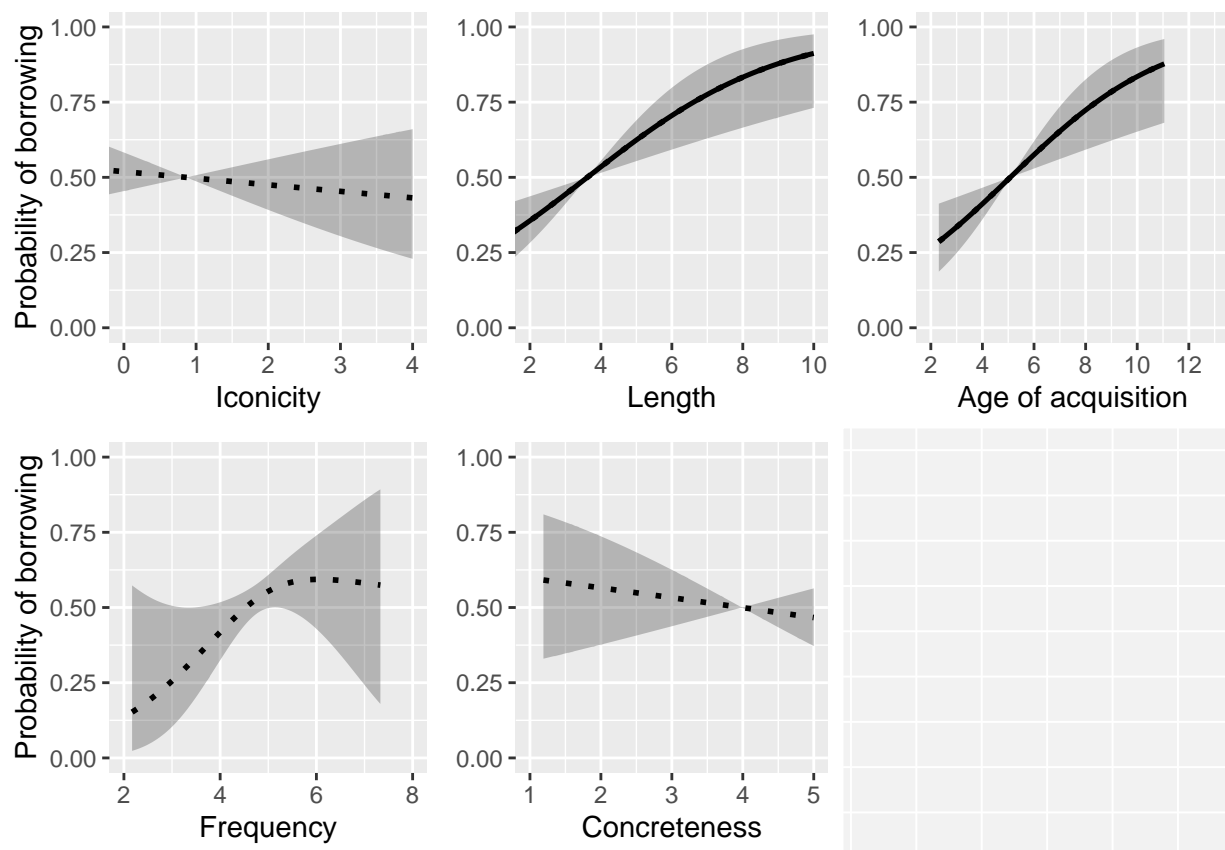 Probability of borrowing
1.00
0.75
0.50
0.25
0.00
0 1 2 3 4
Iconicity
1.00
0.75
0.50
0.25
0.00
2 4 6 8 10
Length
1.00
0.75
0.50
0.25
0.00
2 4 6 8 10 12
Age of acquisition
Probability of borrowing
1.00
0.75
0.50
0.25
0.00
2 4 6 8
Frequency
1.00
0.75
0.50
0.25
0.00
1 2 3 4 5
Concreteness